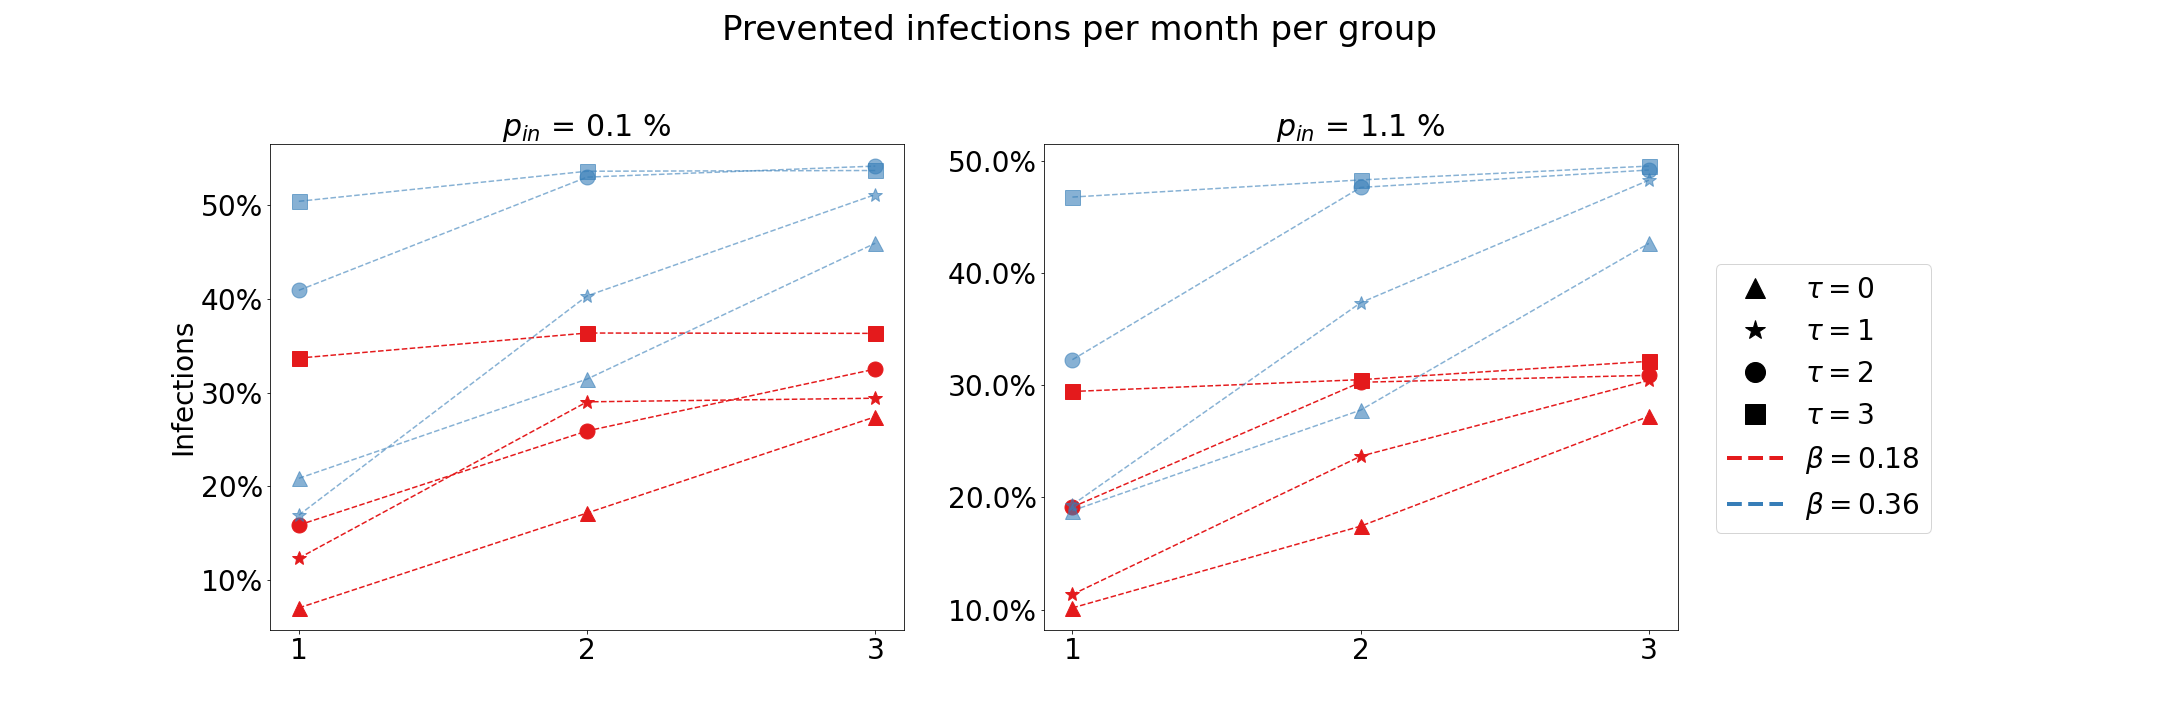 Prevented infections per month per group
p_in = 0.1 %
50%
40%
30%
20%
10%
Infections
1 2 3
p_in = 1.1 %
50.0%
40.0%
30.0%
20.0%
10.0%
1 2 3
τ = 0
τ = 1
τ = 2
τ = 3
β = 0.18
β = 0.36